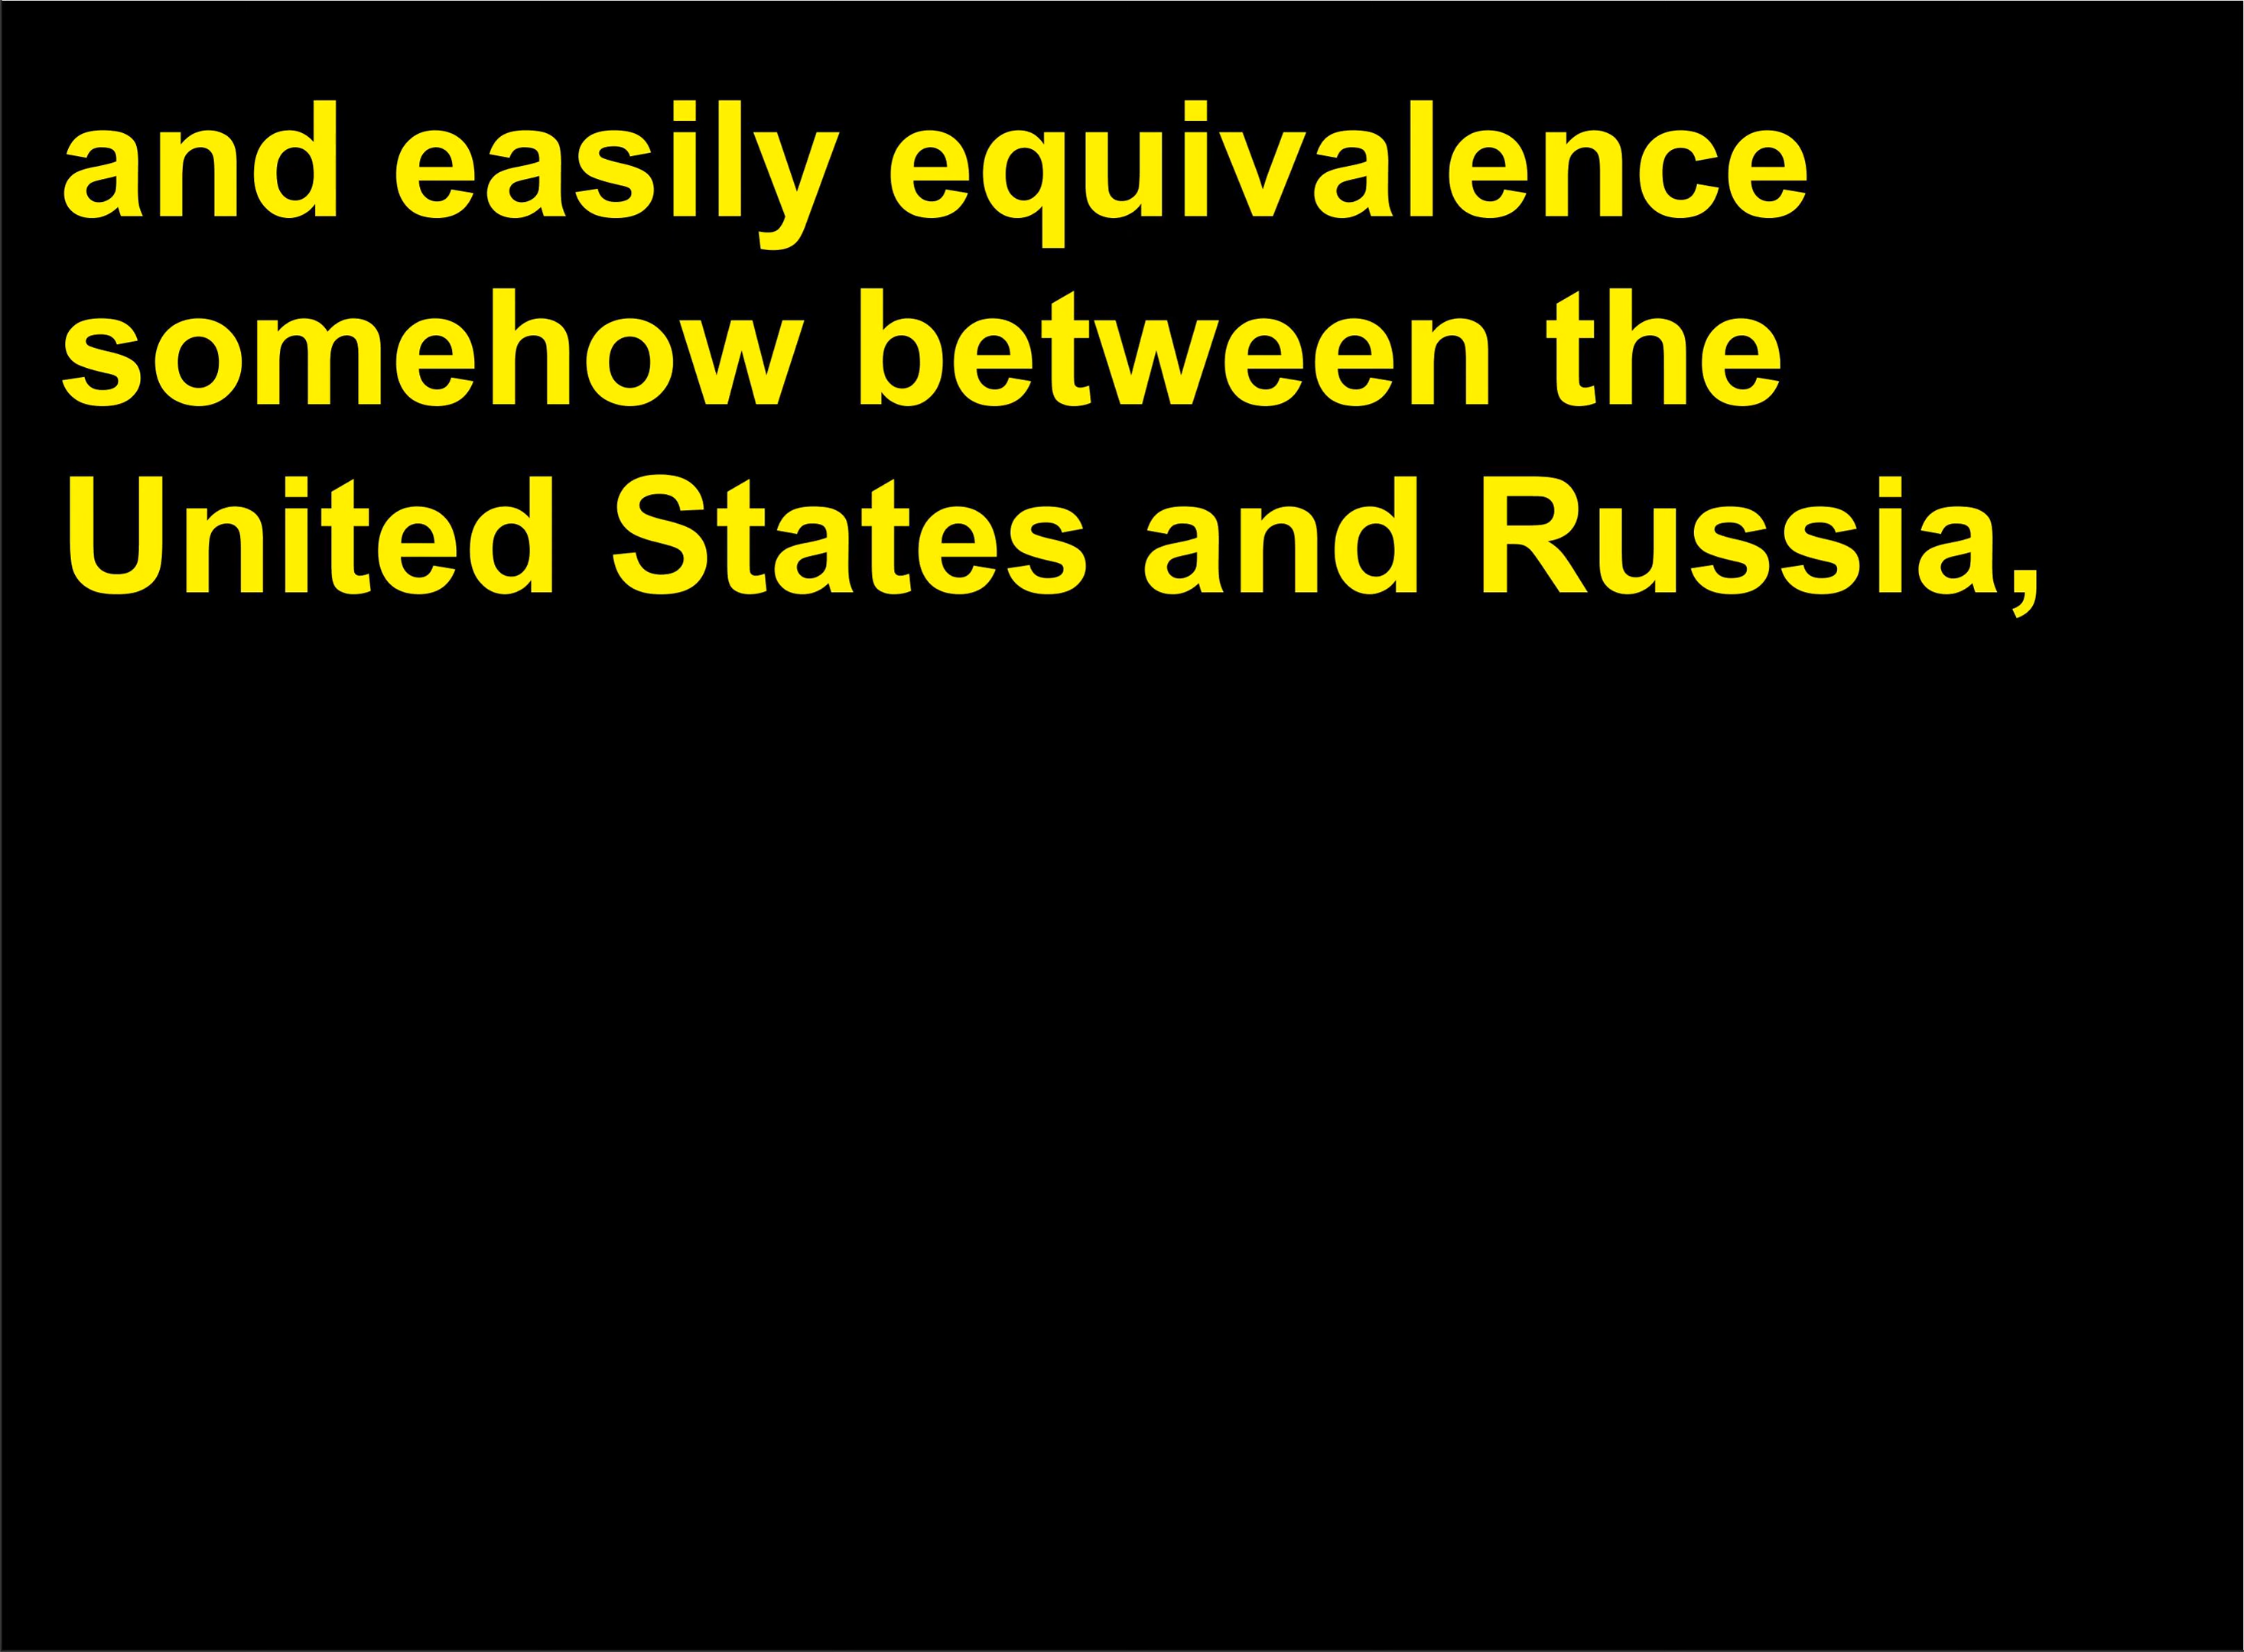 and easily equivalence
somehow between the
United States and Russia,